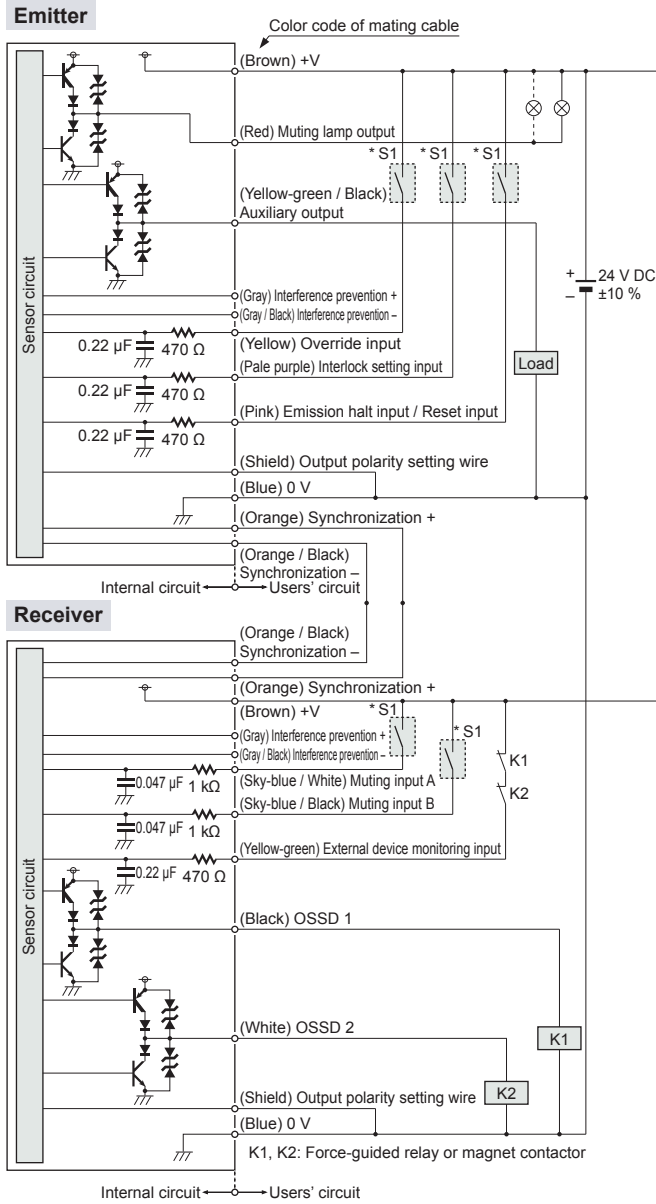 Emitter
Color code of mating cable
(Brown) +V
(Red) Muting lamp output
* S1
* S1
* S1
(Yellow-green / Black)
Auxiliary output
+
–
24 V DC
±10 %
Sensor circuit
(Gray) Interference prevention +
(Gray / Black) Interference prevention –
0.22 µF
470 Ω
(Yellow) Override input
Load
(Pale purple) Interlock setting input
0.22 µF
470 Ω
(Pink) Emission halt input / Reset input
0.22 µF
470 Ω
(Shield) Output polarity setting wire
(Blue) 0 V
(Orange) Synchronization +
(Orange / Black)
Synchronization –
Internal circuit
Users' circuit
Receiver
(Orange / Black)
Synchronization –
(Orange) Synchronization +
(Brown) +V
* S1
* S1
(Gray) Interference prevention +
(Gray / Black) Interference prevention –
K1
0.047 µF
1 kΩ
(Sky-blue / White) Muting input A
K2
(Sky-blue / Black) Muting input B
0.047 µF
1 kΩ
(Yellow-green) External device monitoring input
0.22 µF
470 Ω
Sensor circuit
(Black) OSSD 1
(White) OSSD 2
K1
K2
(Shield) Output polarity setting wire
(Blue) 0 V
K1, K2: Force-guided relay or magnet contactor
Internal circuit
Users' circuit